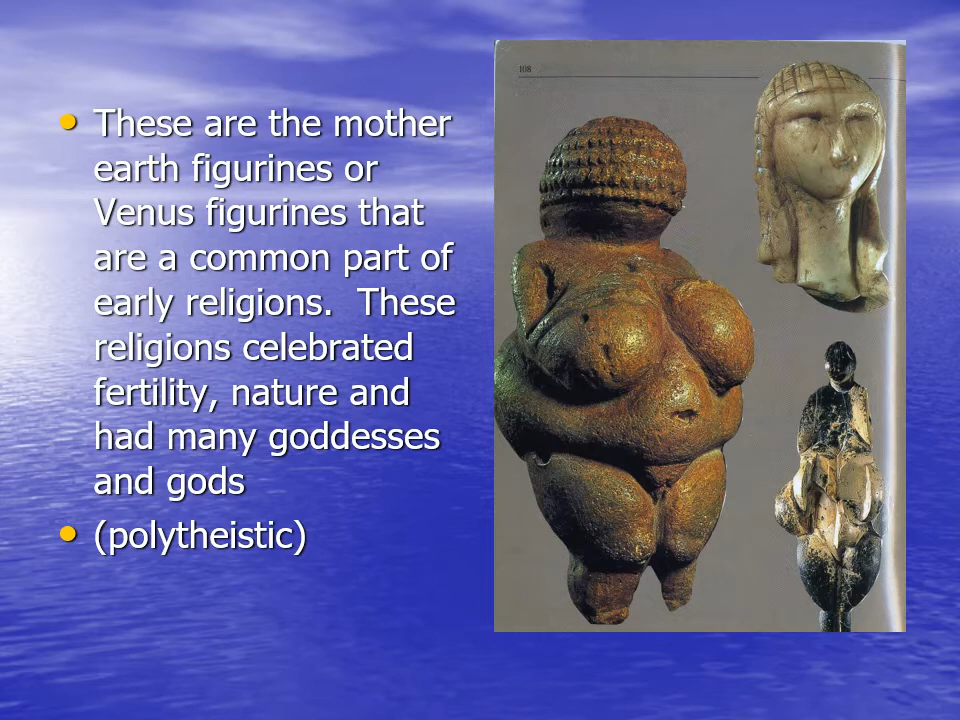 • These are the mother
earth figurines or
Venus figurines that
are a common part of
early religions.  These
religions celebrated
fertility, nature and
had many goddesses
and gods
• (polytheistic)
108